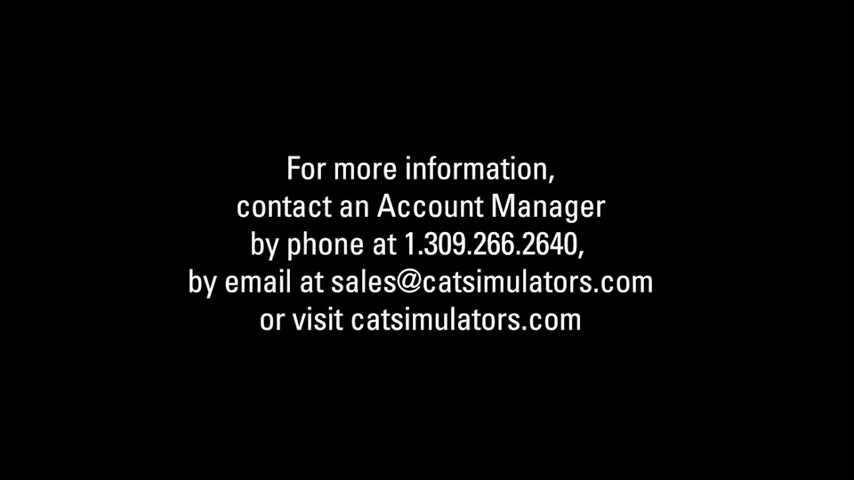 For more information,
contact an Account Manager
by phone at 1.309.266.2640,
by email at sales@catsimulators.com
or visit catsimulators.com